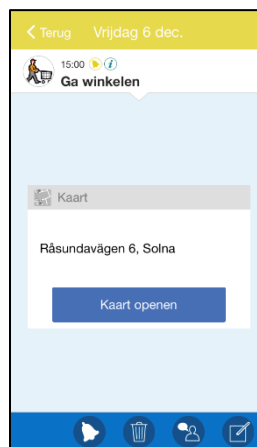 Terug Vrijdag 6 dec.
15:00
Ga winkelen
Kaart
Råsundavägen 6, Solna
Kaart openen